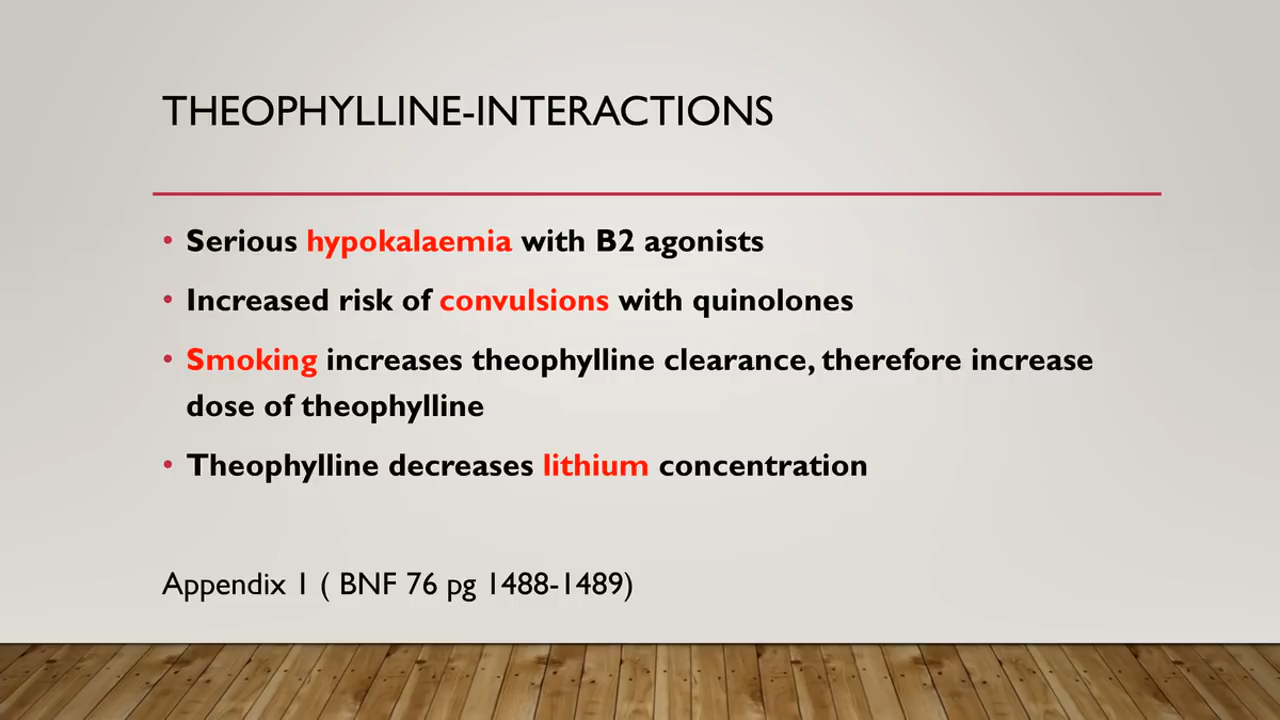 THEOPHYLLINE-INTERACTIONS
• Serious hypokalaemia with B2 agonists
• Increased risk of convulsions with quinolones
• Smoking increases theophylline clearance, therefore increase
dose of theophylline
• Theophylline decreases lithium concentration
Appendix 1 ( BNF 76 pg 1488-1489)